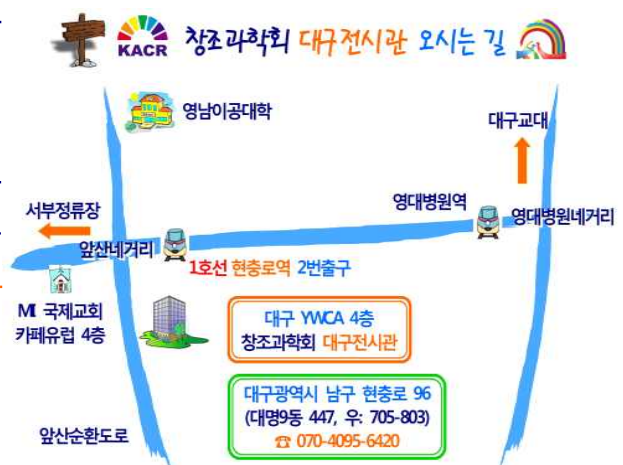 KACR 창조과학회 대구전시관 오시는 길
영남이공대학
대구교대
서부정류장
영대병원역
영대병원네거리
앞산네거리
1호선 현충로역 2번출구
MI 국제교회
카페유럽 4층
대구 YWCA 4층
창조과학회 대구전시관
대구광역시 남구 현충로 96
(대명9동 447, 우: 705-803)
☎ 070-4095-6420
앞산순환도로